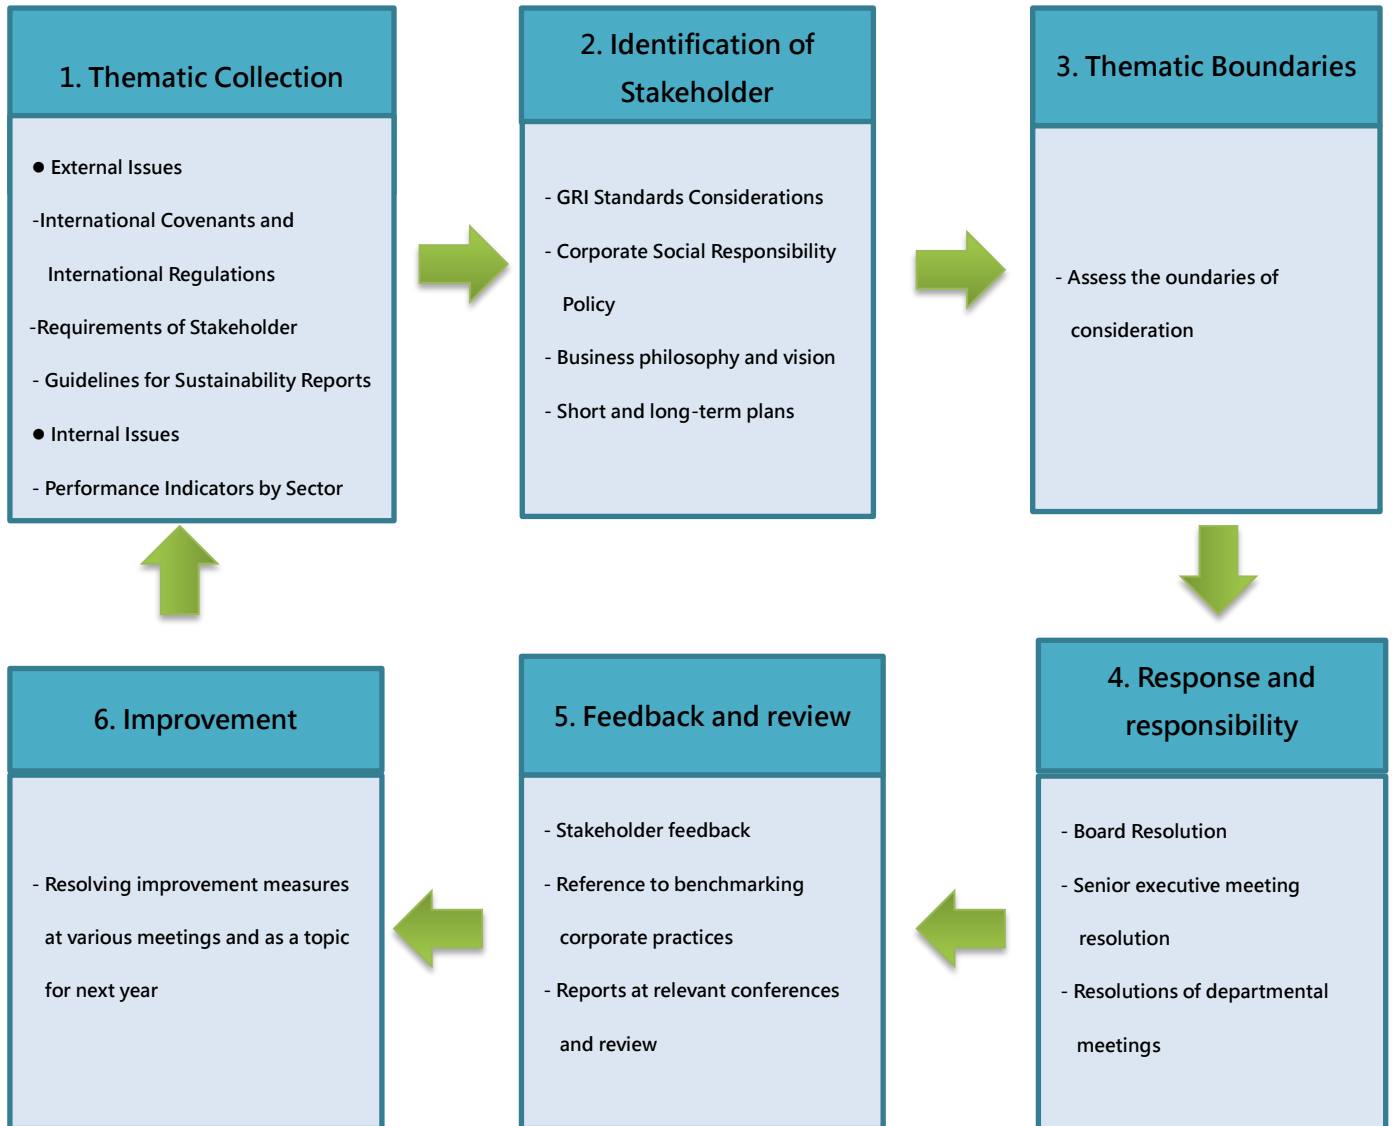 1. Thematic Collection
● External Issues
-International Covenants and
International Regulations
-Requirements of Stakeholder
- Guidelines for Sustainability Reports
● Internal Issues
- Performance Indicators by Sector
2. Identification of
Stakeholder
- GRI Standards Considerations
- Corporate Social Responsibility
Policy
- Business philosophy and vision
- Short and long-term plans
3. Thematic Boundaries
- Assess the oundaries of
consideration
4. Response and
responsibility
- Board Resolution
- Senior executive meeting
resolution
- Resolutions of departmental
meetings
5. Feedback and review
- Stakeholder feedback
- Reference to benchmarking
corporate practices
- Reports at relevant conferences
and review
6. Improvement
- Resolving improvement measures
at various meetings and as a topic
for next year